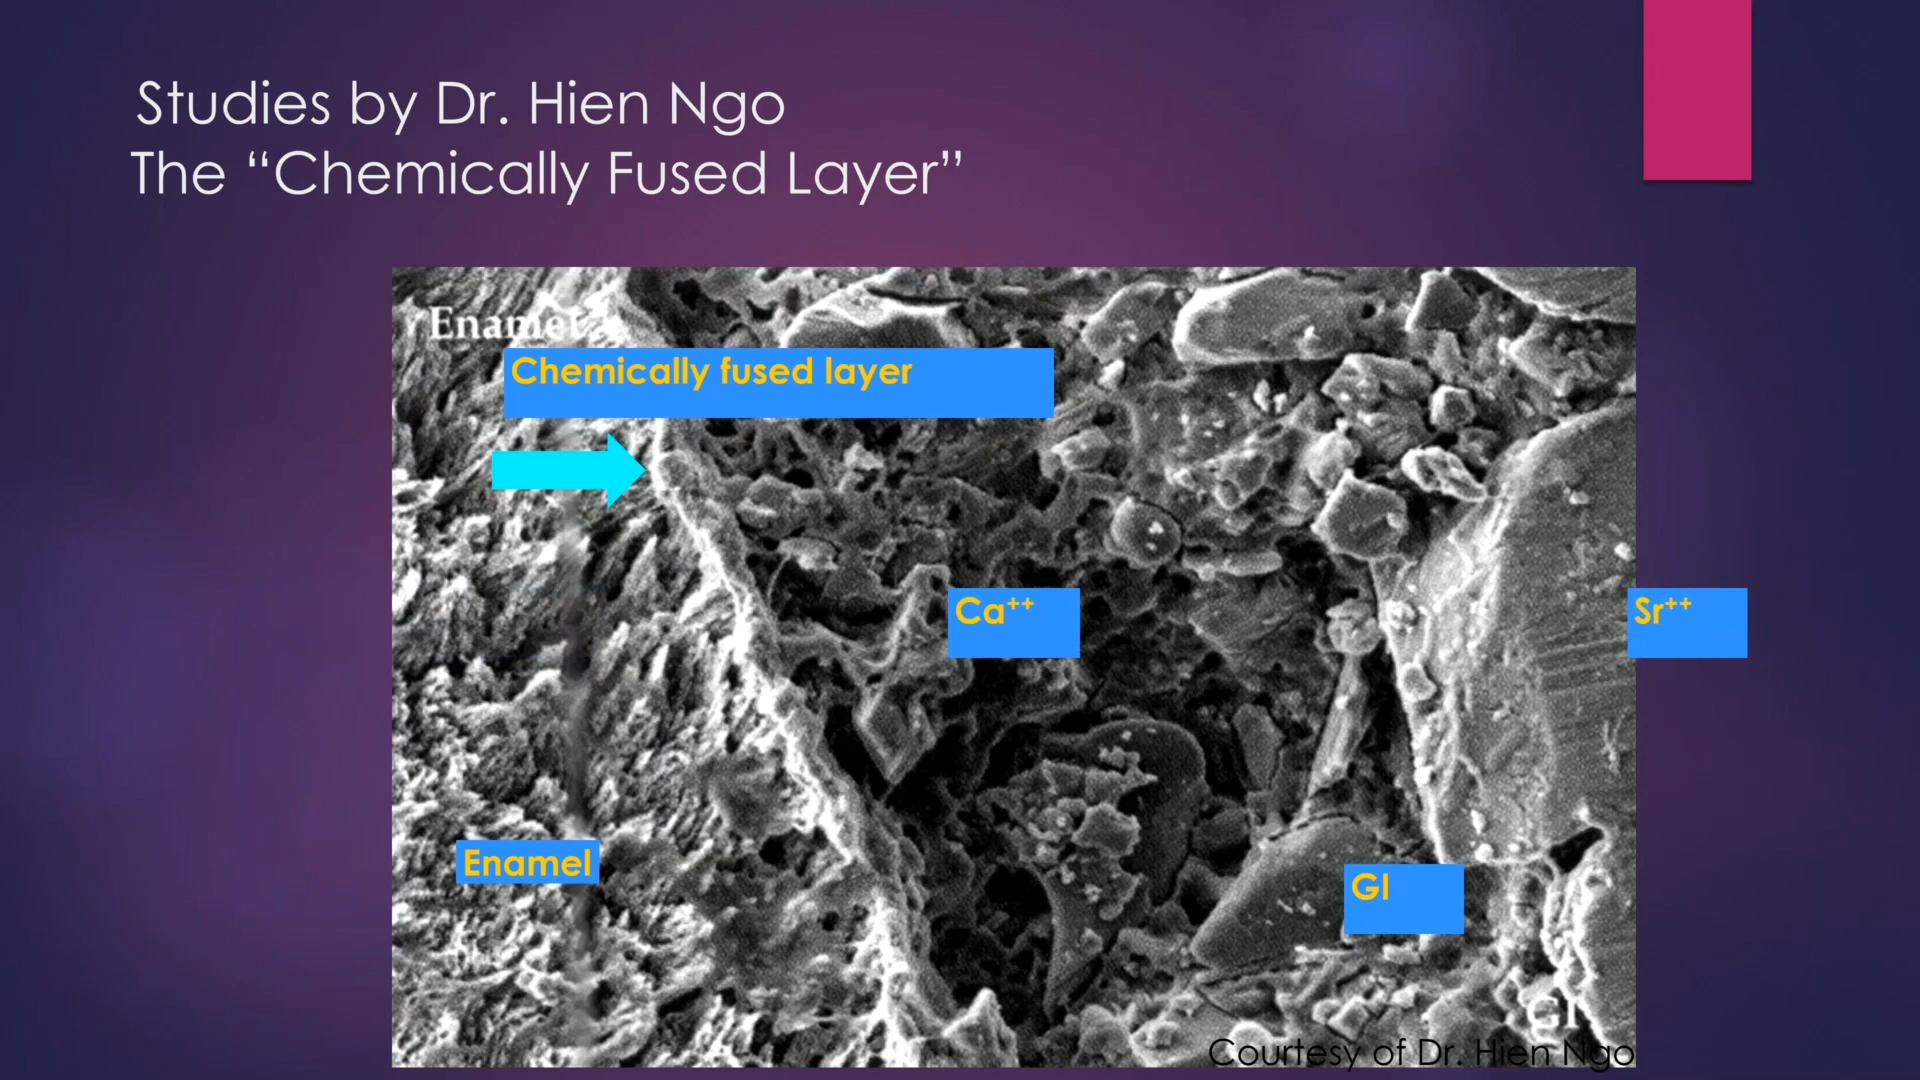 Studies by Dr. Hien Ngo
The “Chemically Fused Layer”
Enamel
Chemically fused layer
Ca++
Sr++
Enamel
GI
GI
Courtesy of Dr. Hien Ngo